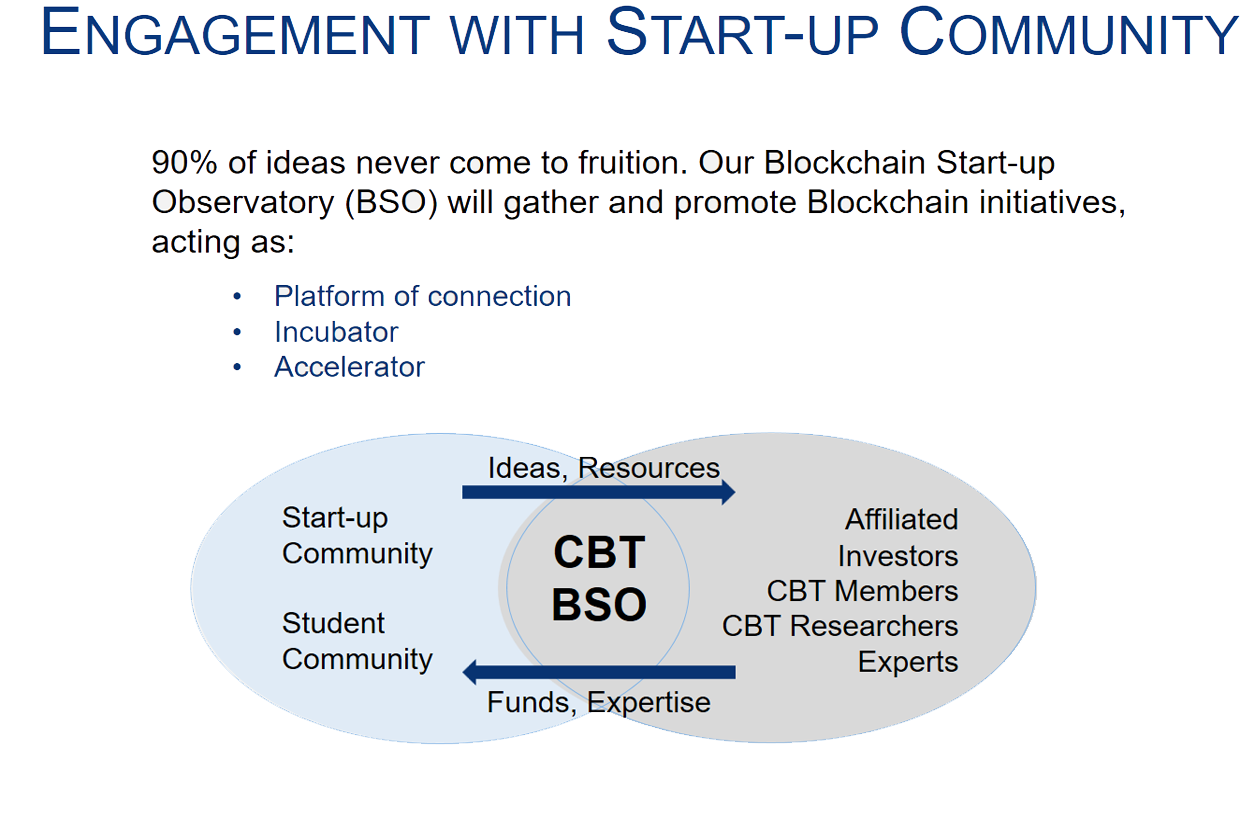 ENGAGEMENT WITH START-UP COMMUNITY
90% of ideas never come to fruition. Our Blockchain Start-up
Observatory (BSO) will gather and promote Blockchain initiatives,
acting as:
• Platform of connection
• Incubator
• Accelerator
Ideas, Resources
Start-up
Community
Student
Community
CBT
BSO
Affiliated
Investors
CBT Members
CBT Researchers
Experts
Funds, Expertise